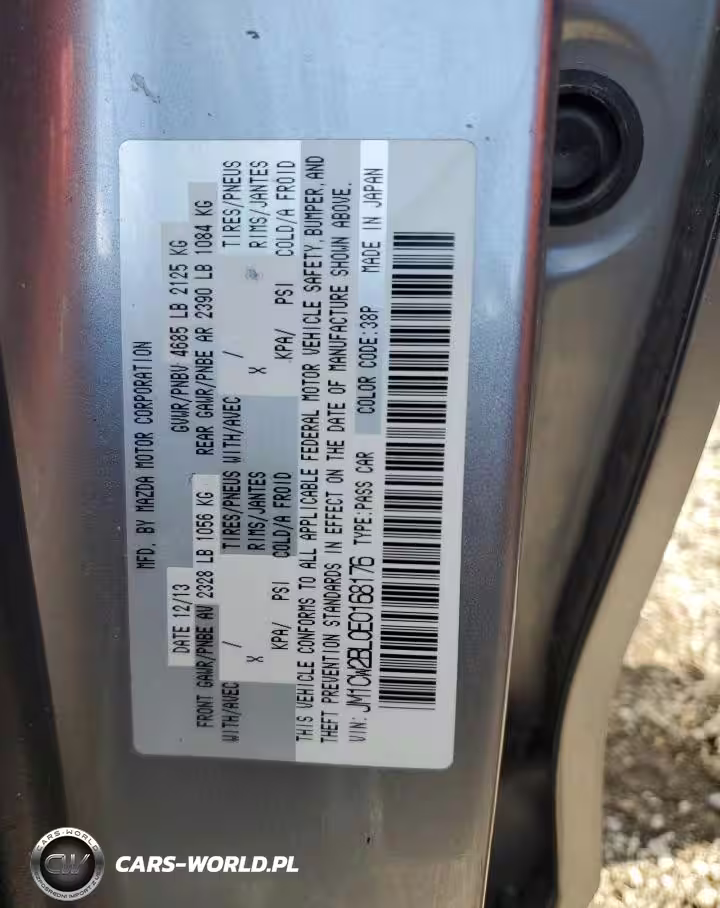 MFD. BY MAZDA MOTOR CORPORATION
DATE 12/13 GVWR/PNBV 4685 LB 2125 KG
FRONT GAWR/PNBE AV 2328 LB 1056 KG REAR GAWR/PNBE AR 2390 LB 1084 KG
WITH/AVEC / TIRES/PNEUS WITH/AVEC / TIRES/PNEUS
X RIMS/JANTES X RIMS/JANTES
KPA/ PSI COLD/A FROID KPA/ PSI COLD/A FROID
THIS VEHICLE CONFORMS TO ALL APPLICABLE FEDERAL MOTOR VEHICLE SAFETY, BUMPER, AND
THEFT PREVENTION STANDARDS IN EFFECT ON THE DATE OF MANUFACTURE SHOWN ABOVE.
VIN: JM1CW2BL0E0168176 TYPE:PASS CAR COLOR CODE:38P MADE IN JAPAN
CARS-WORLD
CW
CARS-WORLD.PL